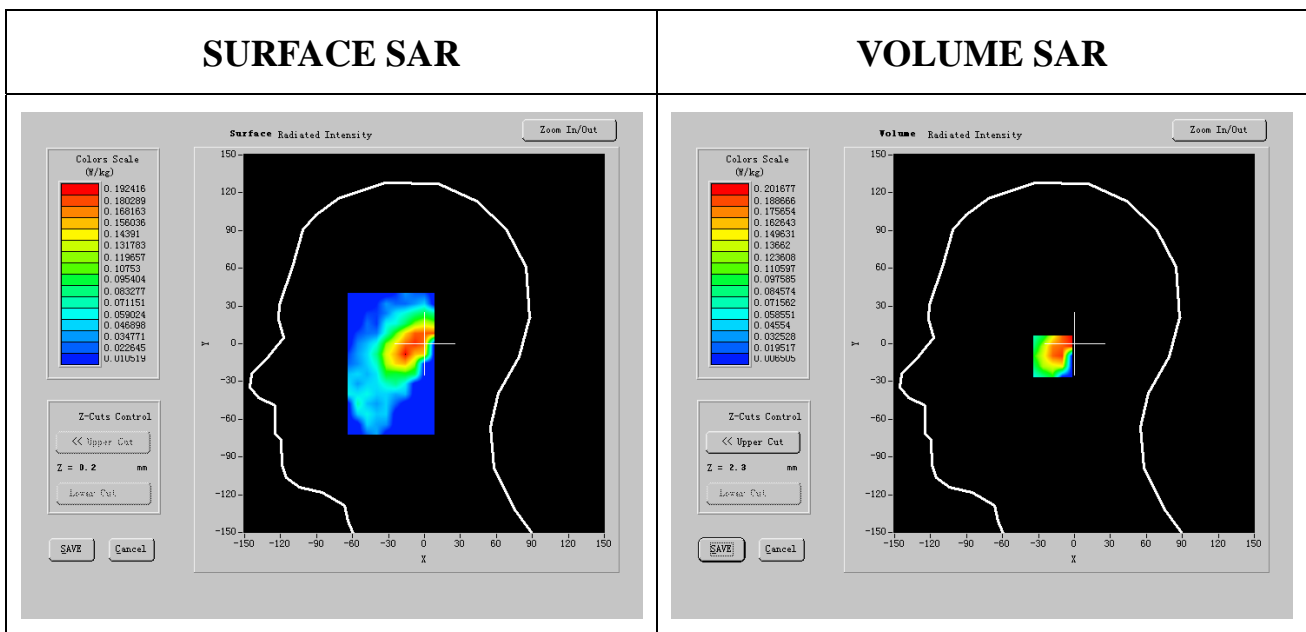 SURFACE SAR
VOLUME SAR
Surface Radiated Intensity
Zoom In/Out
Colors Scale
(W/kg)
0.192416
0.180289
0.168163
0.156036
0.14391
0.131783
0.119657
0.10753
0.095404
0.083277
0.071151
0.059024
0.046898
0.034771
0.022645
0.010519
Z-Cuts Control
<< Upper Cut
Z = 0.2 mm
Lower Cut
SAVE
Cancel
Y
150
120
90
60
30
0
-30
-60
-90
-120
-150
-150 -120 -90 -60 -30 0 30 60 90 120 150
X
Volume Radiated Intensity
Zoom In/Out
Colors Scale
(W/kg)
0.201677
0.188666
0.175654
0.162643
0.149631
0.13662
0.123608
0.110597
0.097585
0.084574
0.071562
0.058551
0.04554
0.032528
0.019517
0.006505
Z-Cuts Control
<< Upper Cut
Z = 2.3 mm
Lower Cut
SAVE
Cancel
Y
150
120
90
60
30
0
-30
-60
-90
-120
-150
-150 -120 -90 -60 -30 0 30 60 90 120 150
X